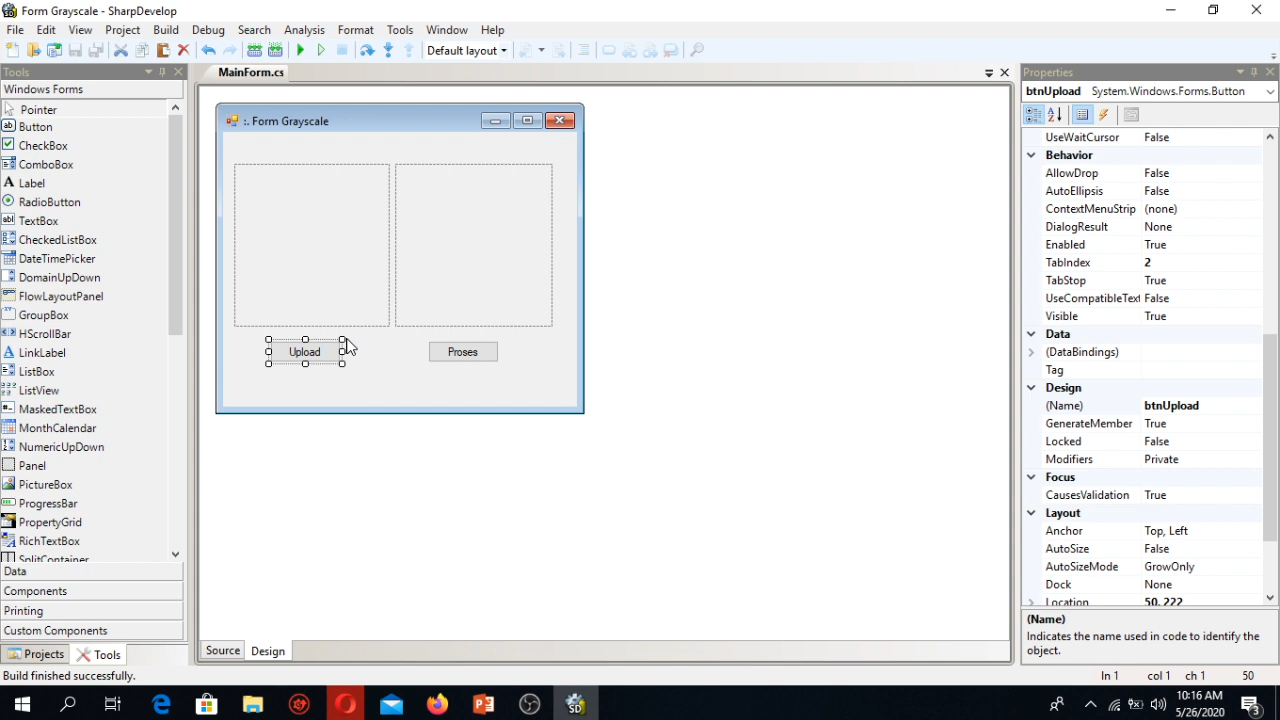 Form Grayscale - SharpDevelop
File Edit View Project Build Debug Search Analysis Format Tools Window Help
Default layout
Tools
Windows Forms
Pointer
Button
CheckBox
ComboBox
Label
RadioButton
TextBox
CheckedListBox
DateTimePicker
DomainUpDown
FlowLayoutPanel
GroupBox
HScrollBar
LinkLabel
ListBox
ListView
MaskedTextBox
MonthCalendar
NumericUpDown
Panel
PictureBox
ProgressBar
PropertyGrid
RichTextBox
SplitContainer
Data
Components
Printing
Custom Components
Projects Tools
MainForm.cs
:. Form Grayscale
Upload Proses
Source Design
Properties
btnUpload System.Windows.Forms.Button
UseWaitCursor False
Behavior
AllowDrop False
AutoEllipsis False
ContextMenuStrip (none)
DialogResult None
Enabled True
TabIndex 2
TabStop True
UseCompatibleText False
Visible True
Data
(DataBindings)
Tag
Design
(Name) btnUpload
GenerateMember True
Locked False
Modifiers Private
Focus
CausesValidation True
Layout
Anchor Top, Left
AutoSize False
AutoSizeMode GrowOnly
Dock None
Location 50, 222
(Name)
Indicates the name used in code to identify the
object.
Build finished successfully. ln 1 col 1 ch 1 50
10:16 AM
5/26/2020
3